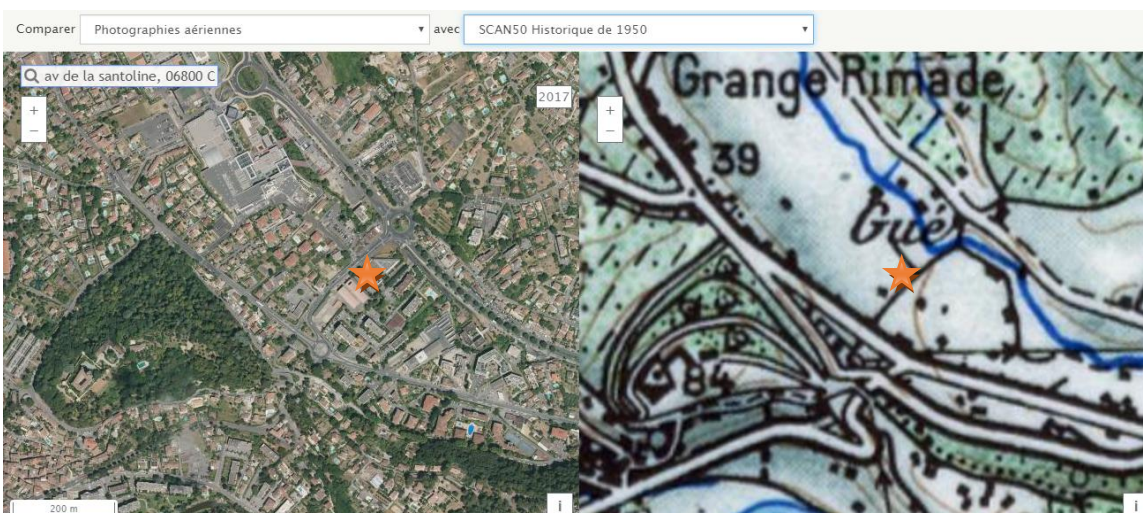 Comparer Photographies aériennes avec SCAN50 Historique de 1950
av de la santoline, 06800 C
2017
+
−
200 m
i
+
−
Grange Rimade
39
Gué
84
i